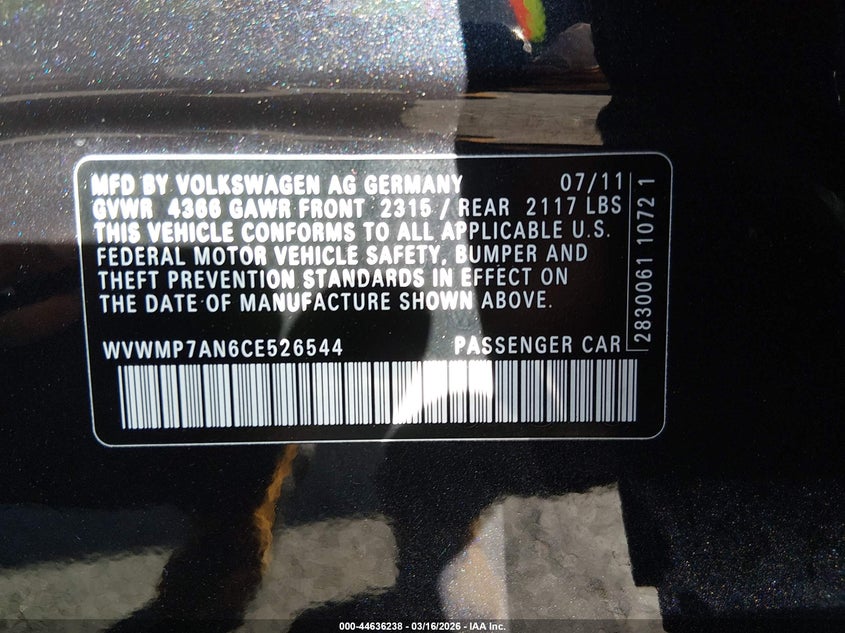 MFD BY VOLKSWAGEN AG GERMANY 07/11
GVWR 4366 GAWR FRONT 2315 / REAR 2117 LBS
THIS VEHICLE CONFORMS TO ALL APPLICABLE U.S.
FEDERAL MOTOR VEHICLE SAFETY, BUMPER AND
THEFT PREVENTION STANDARDS IN EFFECT ON
THE DATE OF MANUFACTURE SHOWN ABOVE.
WVWMP7AN6CE526544 PASSENGER CAR
2830061 1072 1
000-44636238 - 03/16/2026 - IAA Inc.